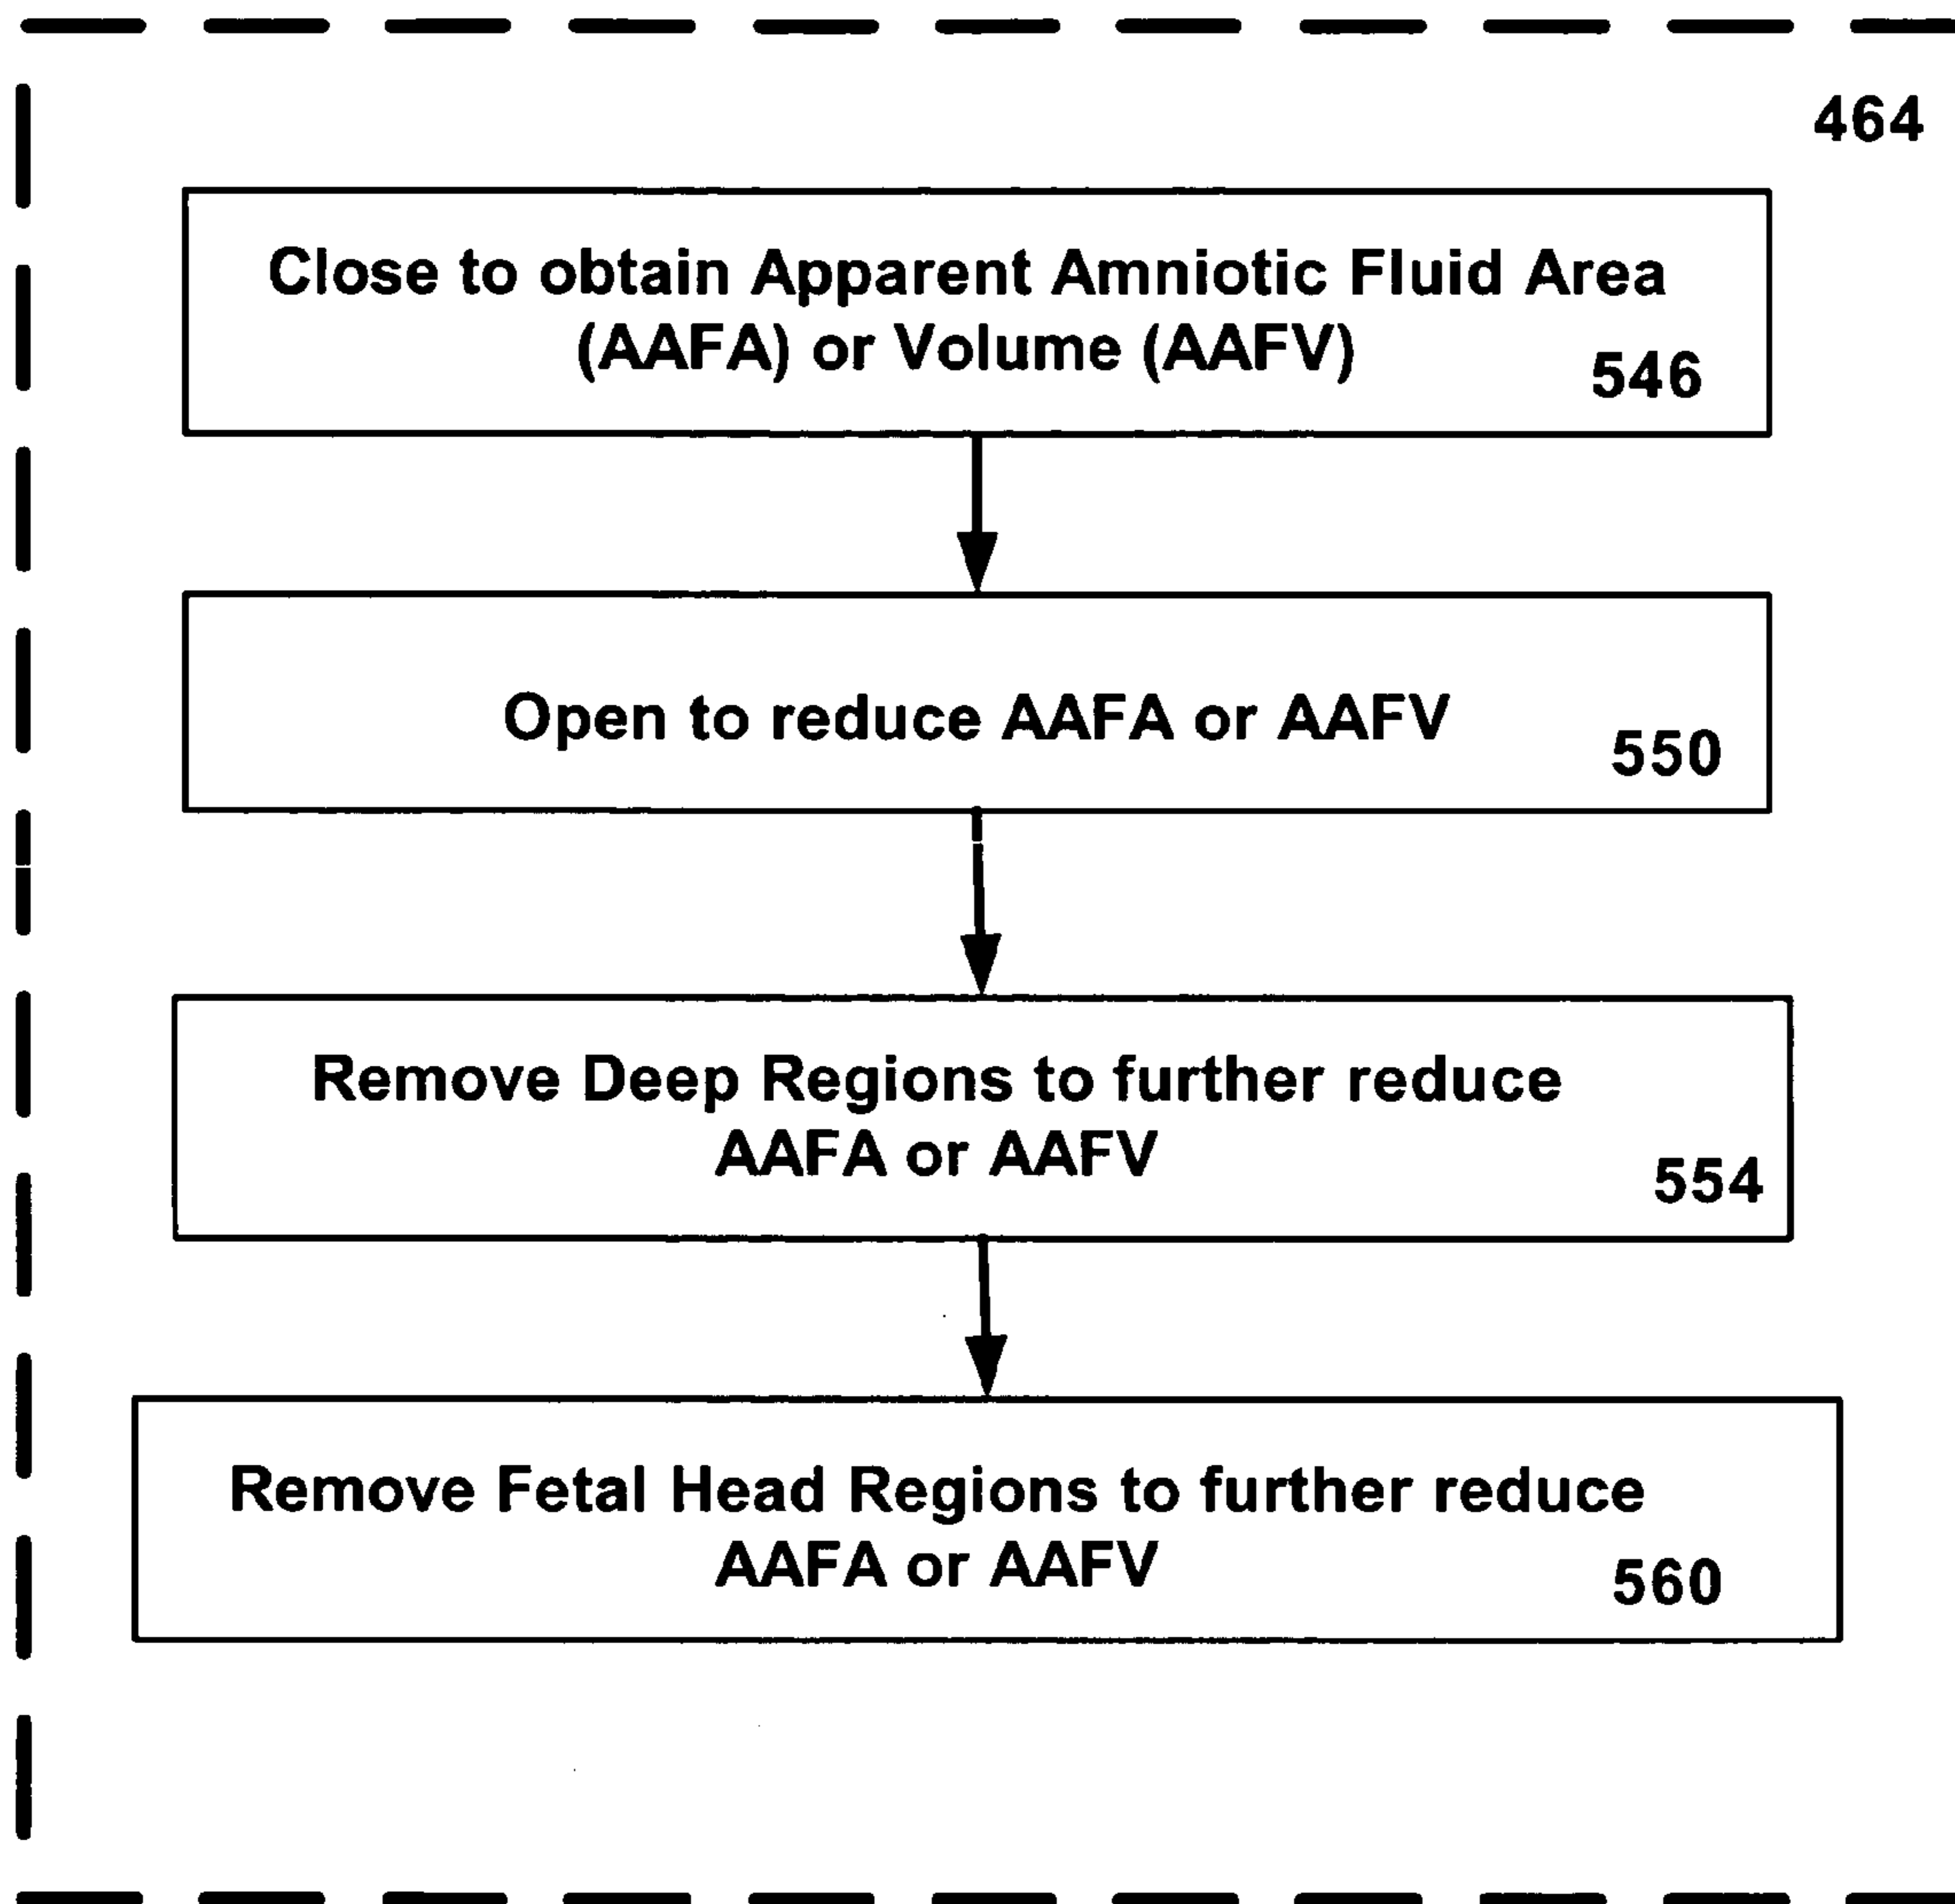 464
Close to obtain Apparent Amniotic Fluid Area
(AAFA) or Volume (AAFV)
546
Open to reduce AAFA or AAFV
550
Remove Deep Regions to further reduce
AAFA or AAFV
554
Remove Fetal Head Regions to further reduce
AAFA or AAFV
560